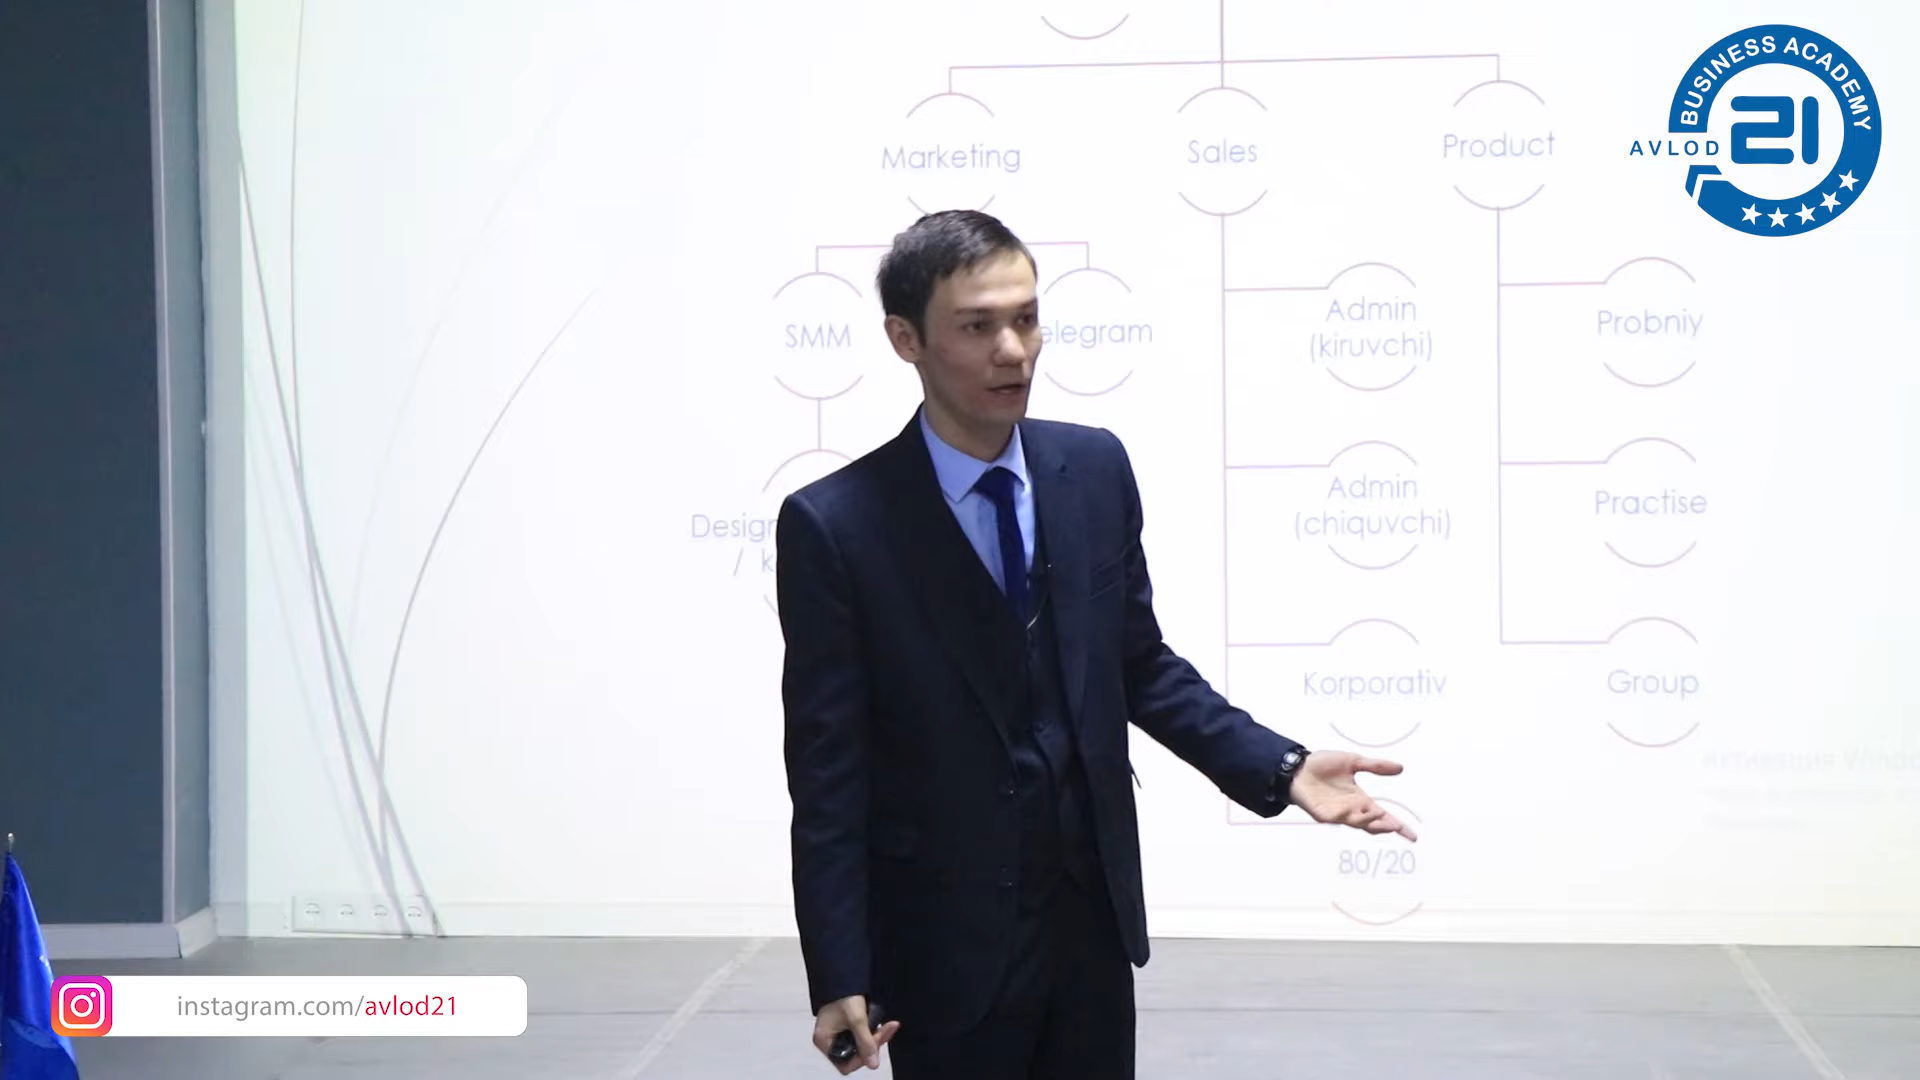 BUSINESS ACADEMY
AVLOD 21
Marketing
Sales
Product
SMM
elegram
Admin
(kiruvchi)
Probniy
Desig
/ k
Admin
(chiquvchi)
Practise
Korporativ
Group
80/20
instagram.com/avlod21